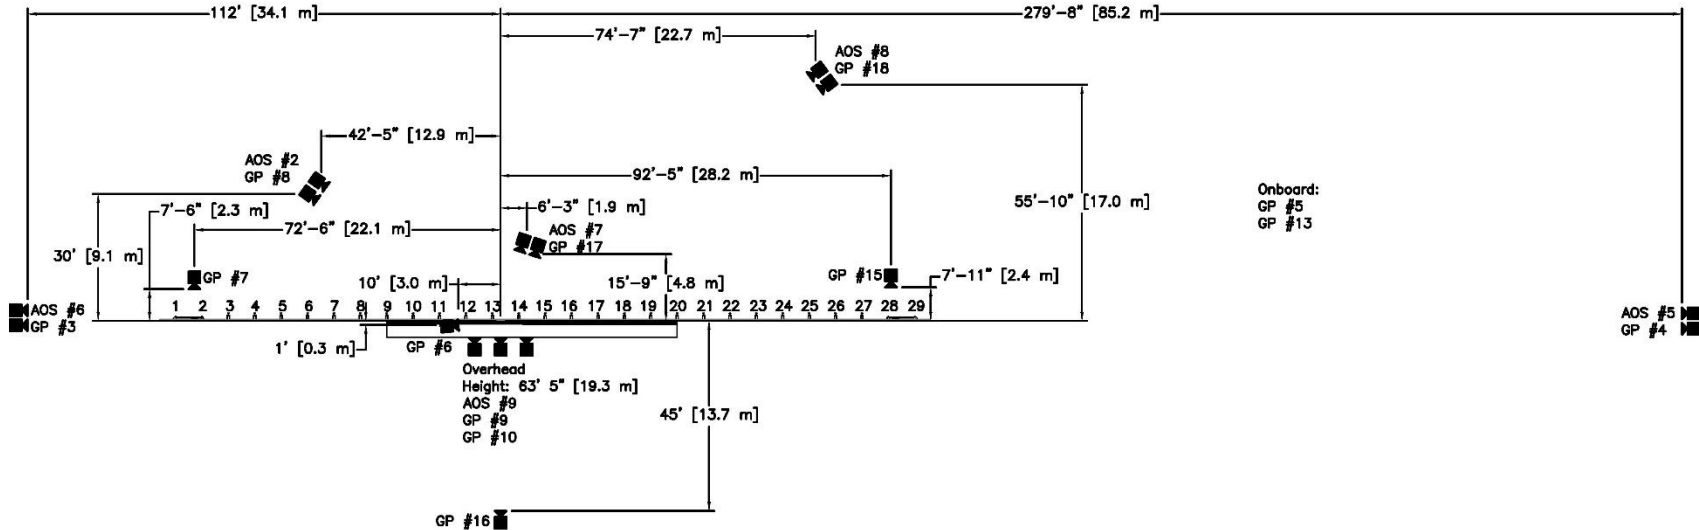 112' [34.1 m]
279'-8" [85.2 m]
74'-7" [22.7 m]
AOS #8
GP #18
42'-5" [12.9 m]
AOS #2
GP #8
92'-5" [28.2 m]
7'-6" [2.3 m]
6'-3" [1.9 m]
55'-10" [17.0 m]
Onboard:
GP #5
GP #13
72'-6" [22.1 m]
AOS #7
GP #17
30' [9.1 m]
GP #7
10' [3.0 m]
15'-9" [4.8 m]
GP #15
7'-11" [2.4 m]
AOS #6
GP #3
1 2 3 4 5 6 7 8 9 10 11 12 13 14 15 16 17 18 19 20 21 22 23 24 25 26 27 28 29
AOS #5
GP #4
1' [0.3 m]
GP #6
Overhead
Height: 63' 5" [19.3 m]
AOS #9
GP #9
GP #10
45' [13.7 m]
GP #16